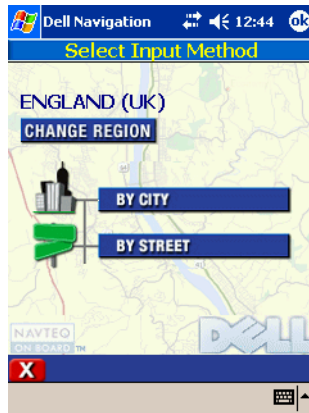 Dell Navigation 12:44 ok
Select Input Method
ENGLAND (UK)
CHANGE REGION
BY CITY
BY STREET
NAVTEQ
ON BOARD TM
DELL
X